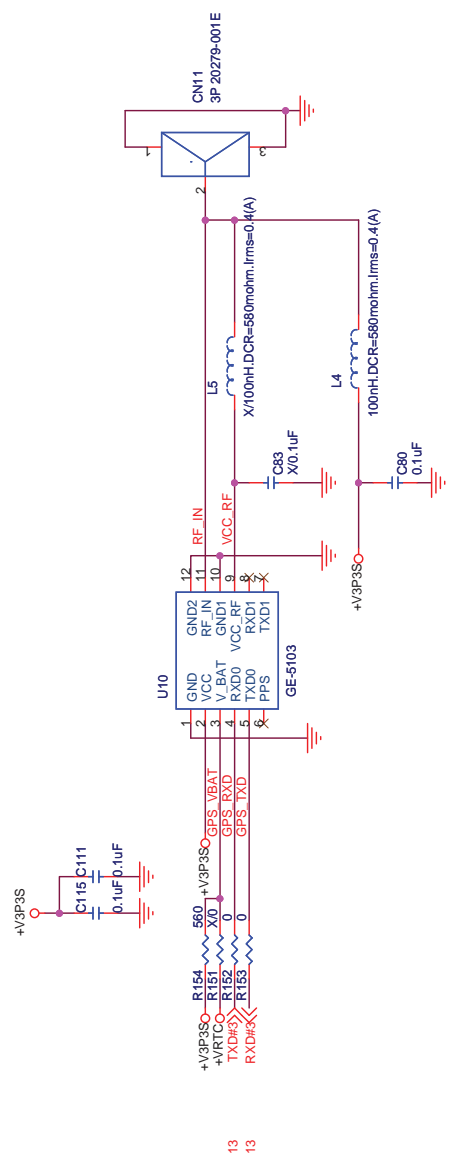 CN11
3P 20279-001E
1
3
2
L5
X/100nH.DCR=580mohm.Irms=0.4(A)
L4
100nH.DCR=580mohm.Irms=0.4(A)
C83
X/0.1uF
C80
0.1uF
+V3P3S
RF_IN
VCC_RF
12
11
10
9
8
7
GND2
RF_IN
GND1
VCC_RF
RXD1
TXD1
U10
GE-5103
GND
VCC
V_BAT
RXD0
TXD0
PPS
1
2
3
4
5
6
+V3P3S
GPS_VBAT
GPS_RXD
GPS_TXD
+V3P3S
C115
0.1uF
C111
0.1uF
R154
560
R151
X/0
R152
0
R153
0
+V3P3S
+VRTC
TXD#3
RXD#3
13
13